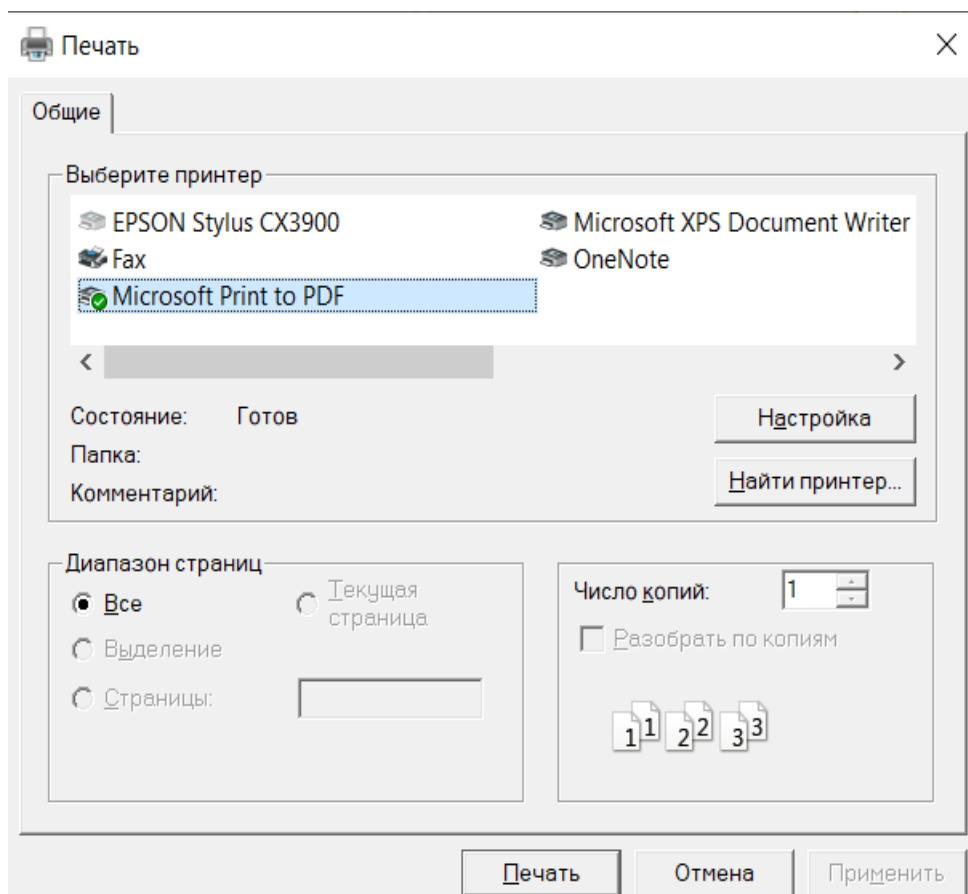 Печать
Общие
Выберите принтер
EPSON Stylus CX3900
Microsoft XPS Document Writer
Fax
OneNote
Microsoft Print to PDF
Состояние: Готов
Настройка
Папка:
Найти принтер...
Комментарий:
Диапазон страниц
Все
Текущая
страница
Выделение
Страницы:
Число копий: 1
Разобрать по копиям
1 1 2 2 3 3
Печать
Отмена
Применить